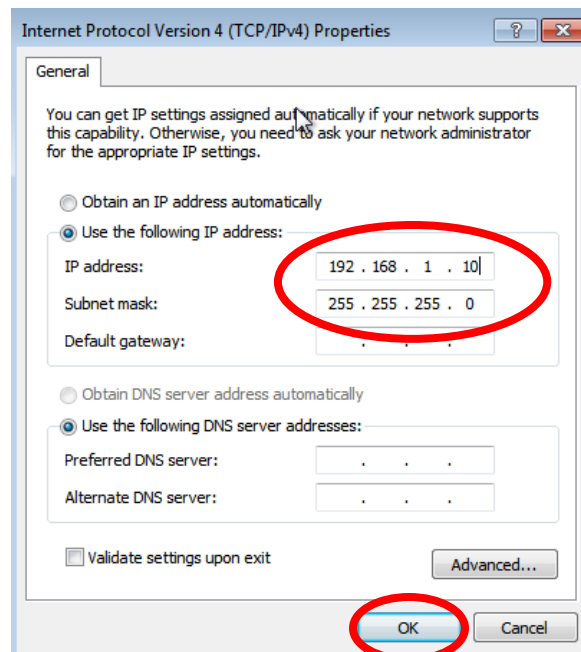 Internet Protocol Version 4 (TCP/IPv4) Properties
General
You can get IP settings assigned automatically if your network supports
this capability. Otherwise, you need to ask your network administrator
for the appropriate IP settings.
Obtain an IP address automatically
Use the following IP address:
IP address: 192 . 168 . 1 . 10
Subnet mask: 255 . 255 . 255 . 0
Default gateway: . . .
Obtain DNS server address automatically
Use the following DNS server addresses:
Preferred DNS server: . . .
Alternate DNS server: . . .
Validate settings upon exit
Advanced...
OK Cancel